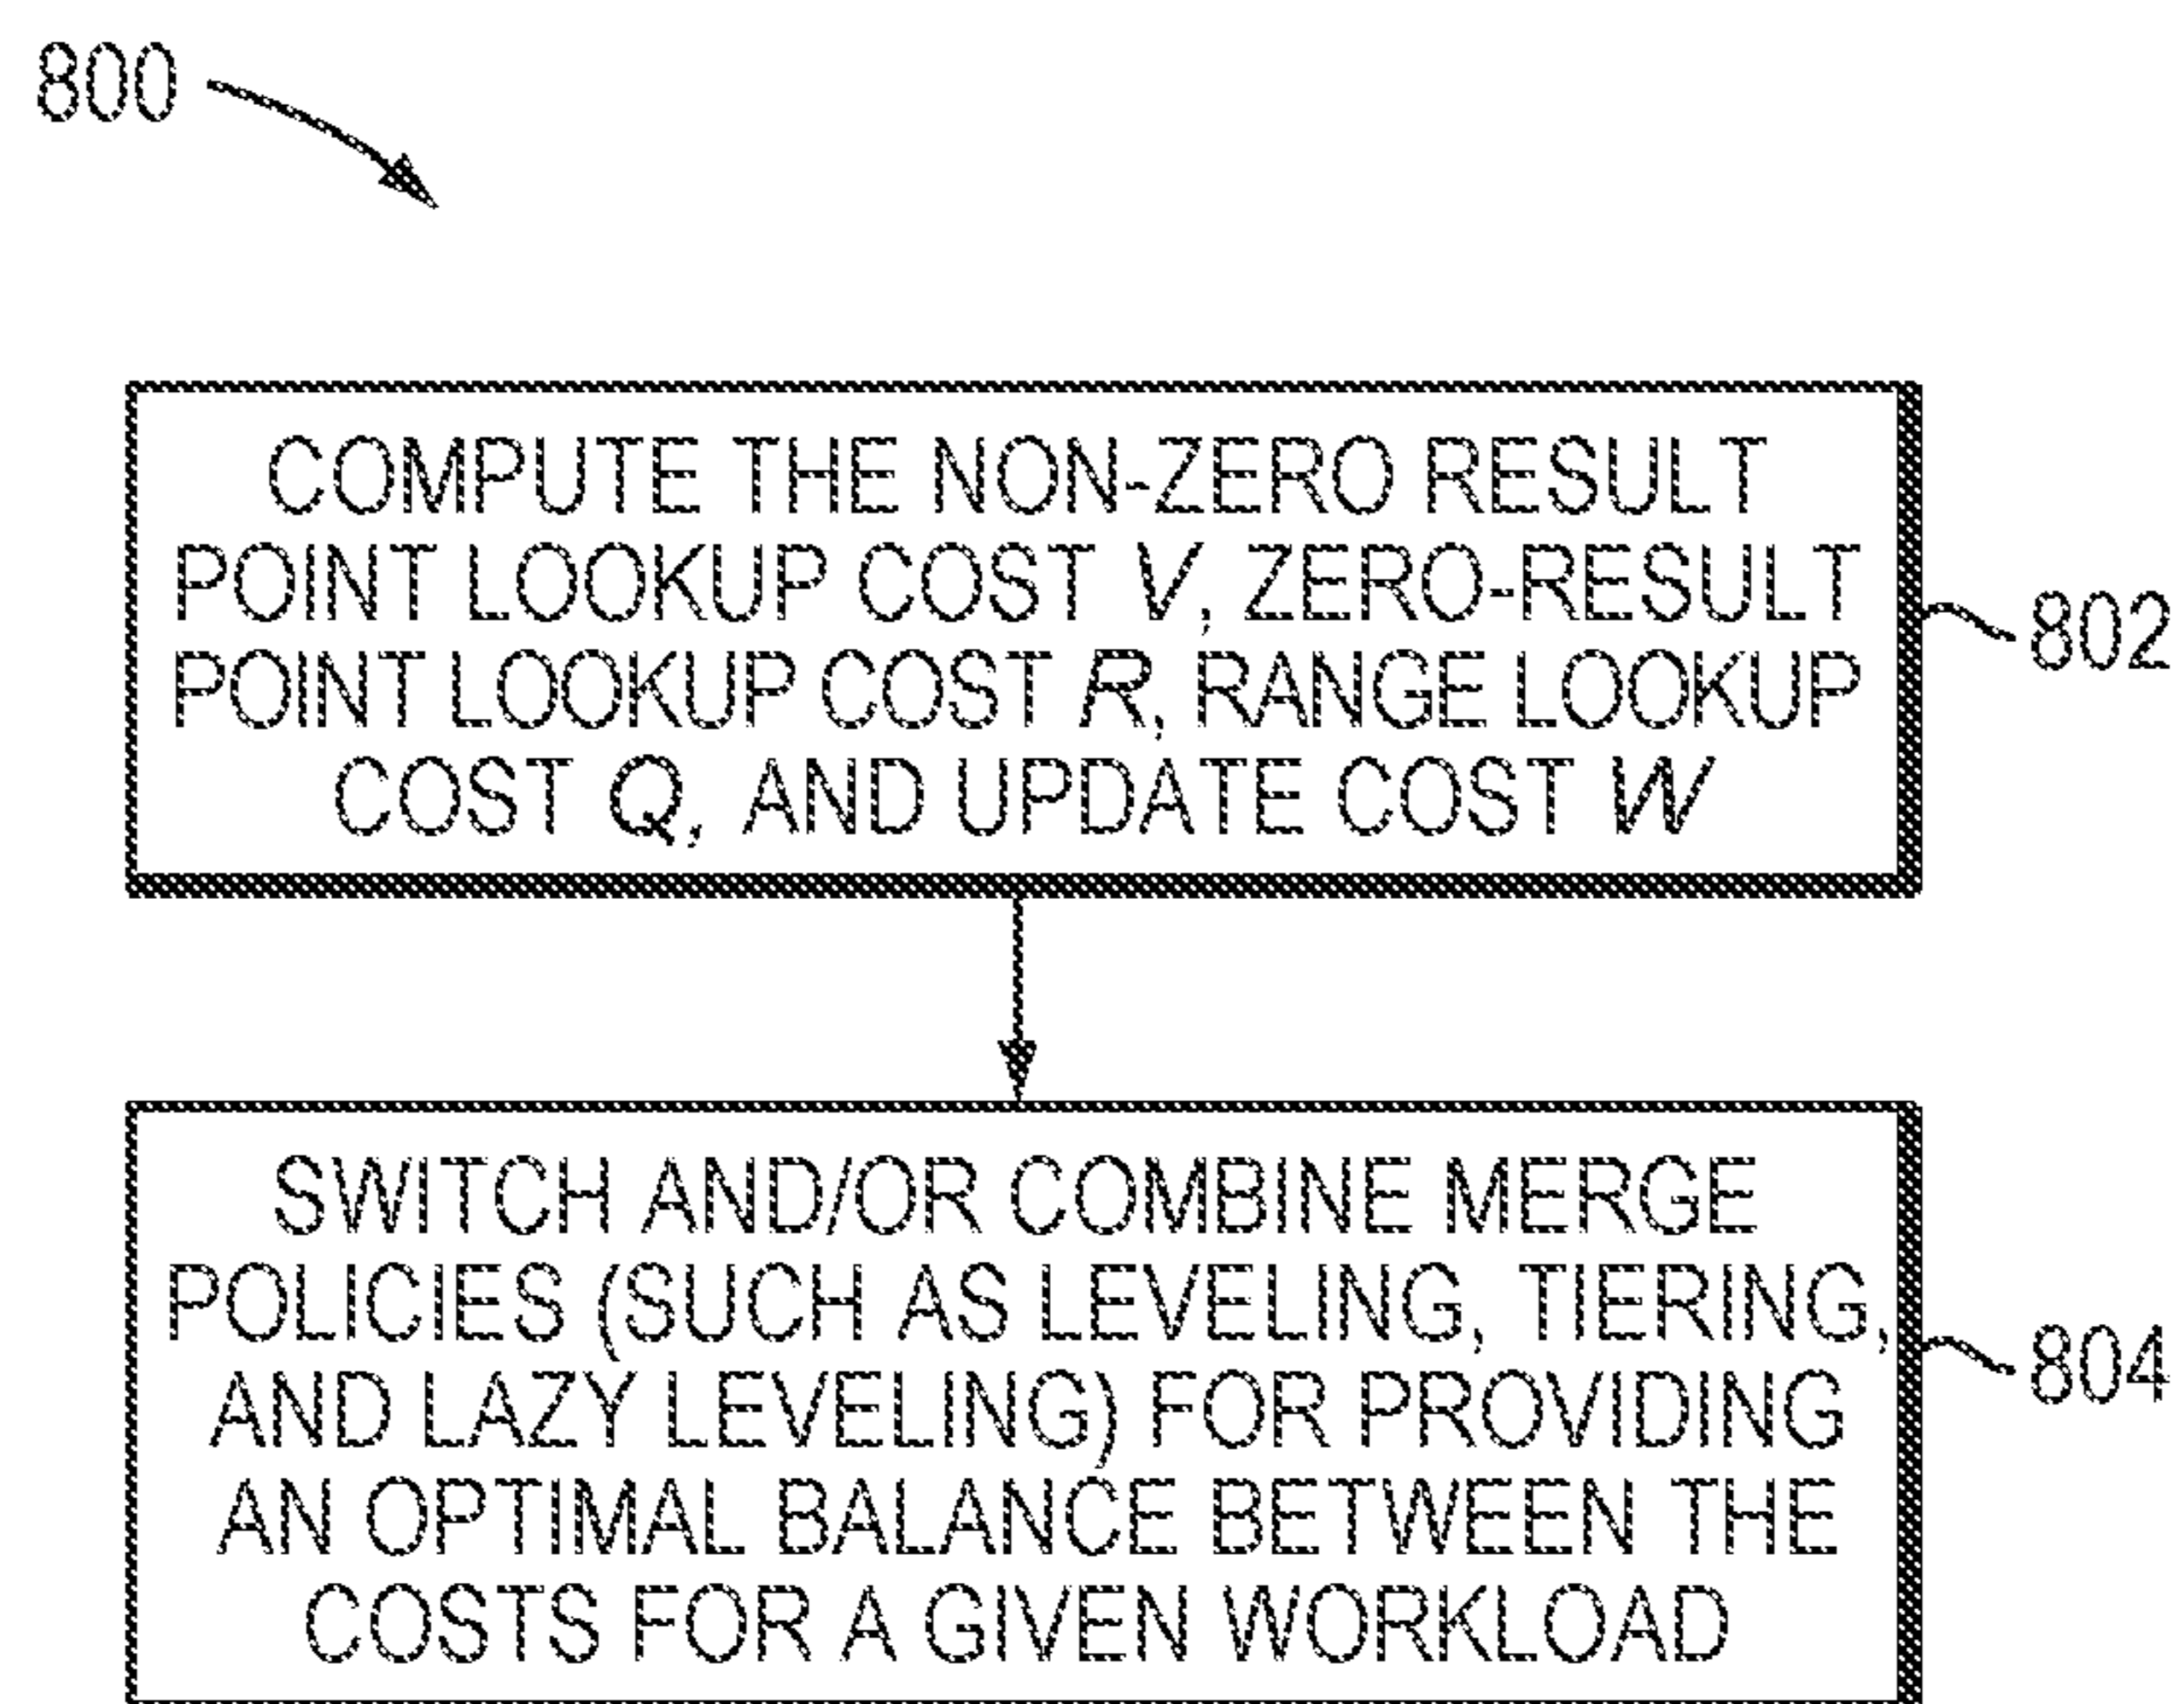 800
COMPUTE THE NON-ZERO RESULT
POINT LOOKUP COST V, ZERO-RESULT
POINT LOOKUP COST R, RANGE LOOKUP
COST Q, AND UPDATE COST W
802
SWITCH AND/OR COMBINE MERGE
POLICIES (SUCH AS LEVELING, TIERING,
AND LAZY LEVELING) FOR PROVIDING
AN OPTIMAL BALANCE BETWEEN THE
COSTS FOR A GIVEN WORKLOAD
804